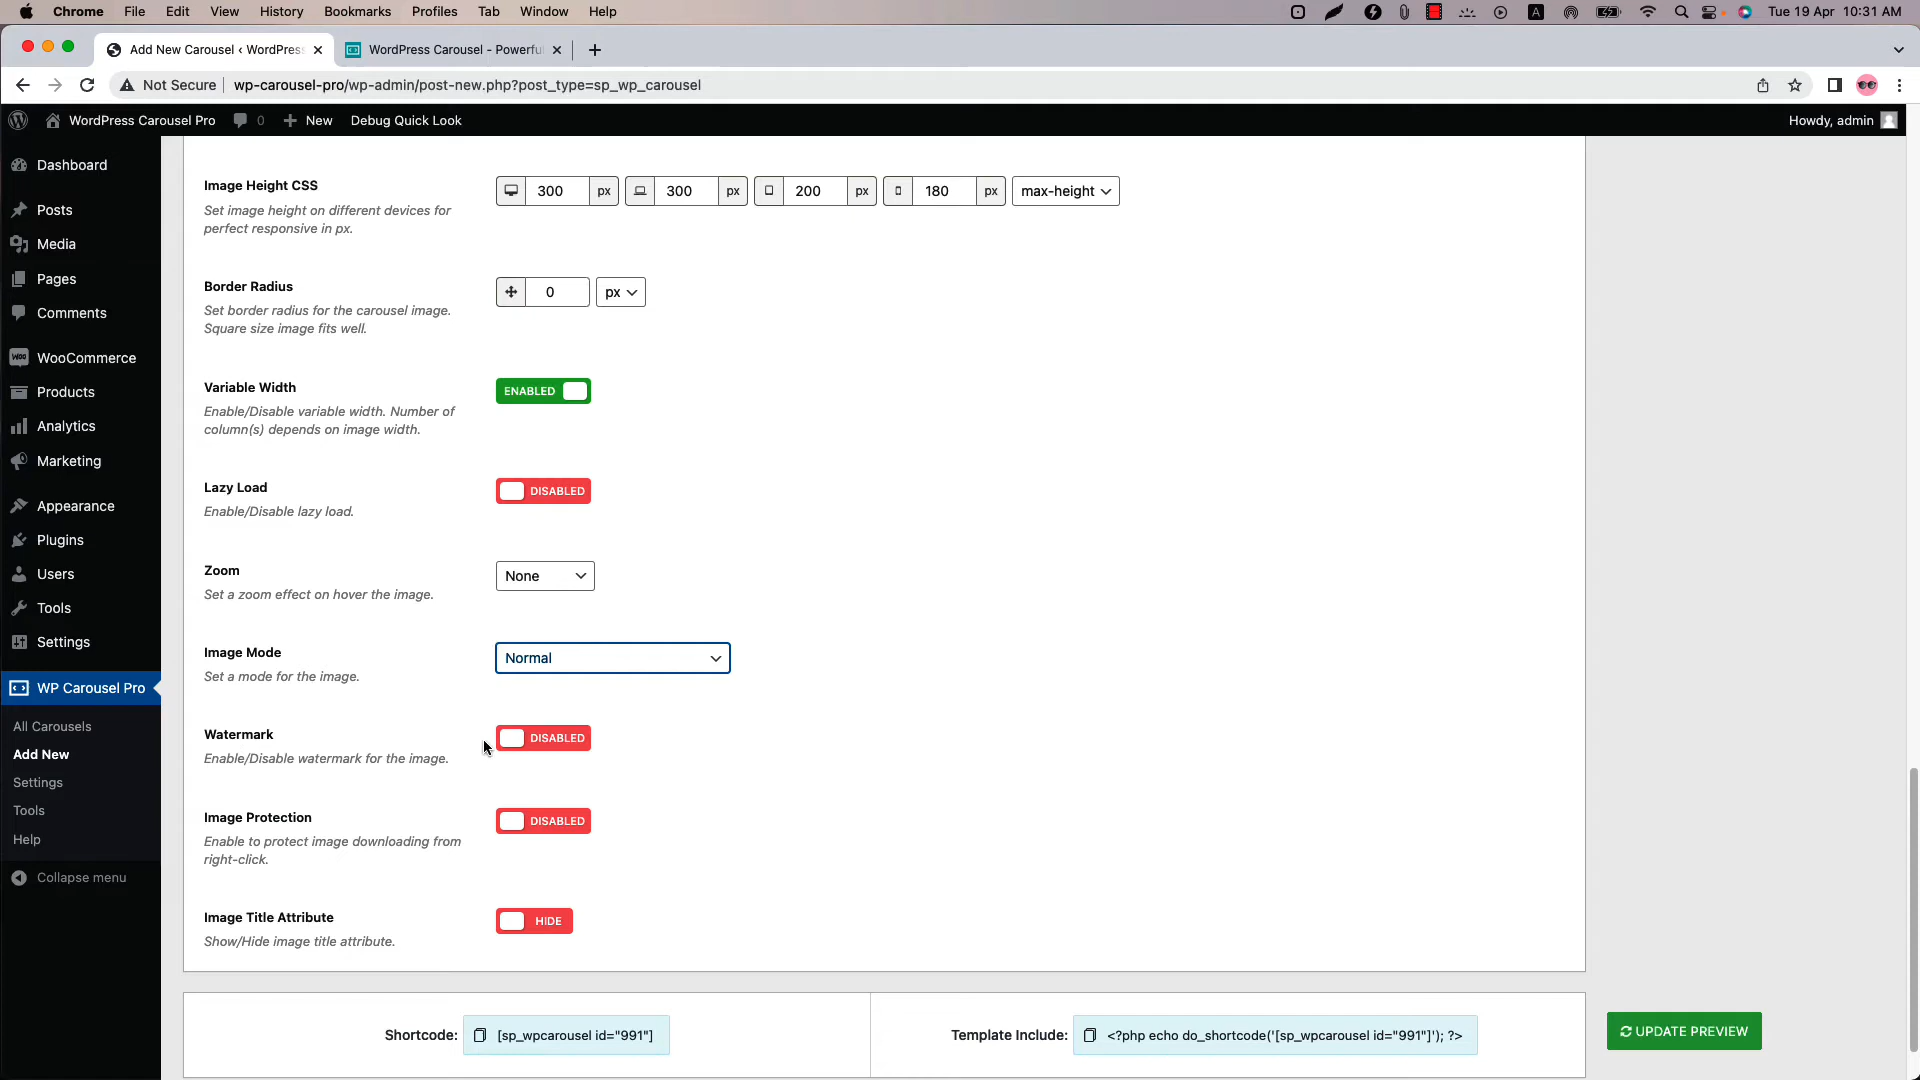 Chrome File Edit View History Bookmarks Profiles Tab Window Help A Tue 19 Apr 10:31 AM
Add New Carousel ‹ WordPress
WordPress Carousel - Powerful
Not Secure wp-carousel-pro/wp-admin/post-new.php?post_type=sp_wp_carousel
WordPress Carousel Pro 0 New Debug Quick Look Howdy, admin
Dashboard
Posts
Media
Pages
Comments
Woo WooCommerce
Products
Analytics
Marketing
Appearance
Plugins
Users
Tools
Settings
WP Carousel Pro
All Carousels
Add New
Settings
Tools
Help
Collapse menu
Image Height CSS
Set image height on different devices for
perfect responsive in px.
300 px 300 px 200 px 180 px max-height
Border Radius
Set border radius for the carousel image.
Square size image fits well.
0 px
Variable Width
Enable/Disable variable width. Number of
column(s) depends on image width.
ENABLED
Lazy Load
Enable/Disable lazy load.
DISABLED
Zoom
Set a zoom effect on hover the image.
None
Image Mode
Set a mode for the image.
Normal
Watermark
Enable/Disable watermark for the image.
DISABLED
Image Protection
Enable to protect image downloading from
right-click.
DISABLED
Image Title Attribute
Show/Hide image title attribute.
HIDE
Shortcode: [sp_wpcarousel id="991"]
Template Include: <?php echo do_shortcode('[sp_wpcarousel id="991"]'); ?>
UPDATE PREVIEW